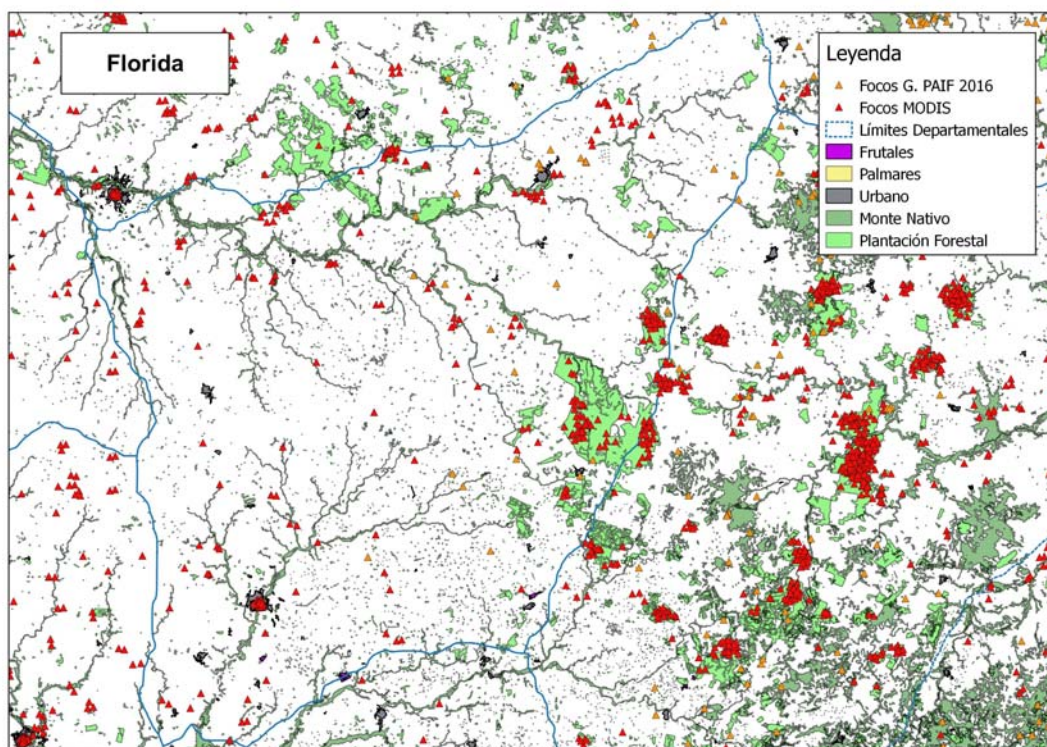 Florida
Leyenda
Focos G. PAIF 2016
Focos MODIS
Límites Departamentales
Frutales
Palmares
Urbano
Monte Nativo
Plantación Forestal